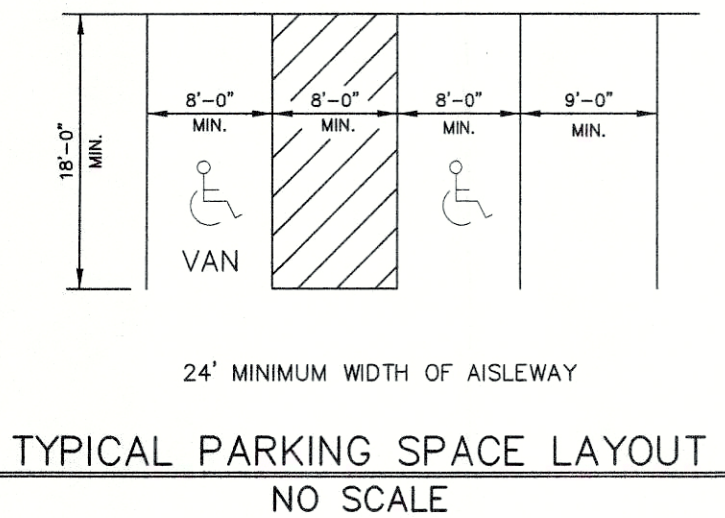 8'-0" 8'-0" 8'-0" 9'-0"
MIN. MIN. MIN. MIN.
18'-0"
MIN.
VAN
24' MINIMUM WIDTH OF AISLEWAY
TYPICAL PARKING SPACE LAYOUT
NO SCALE